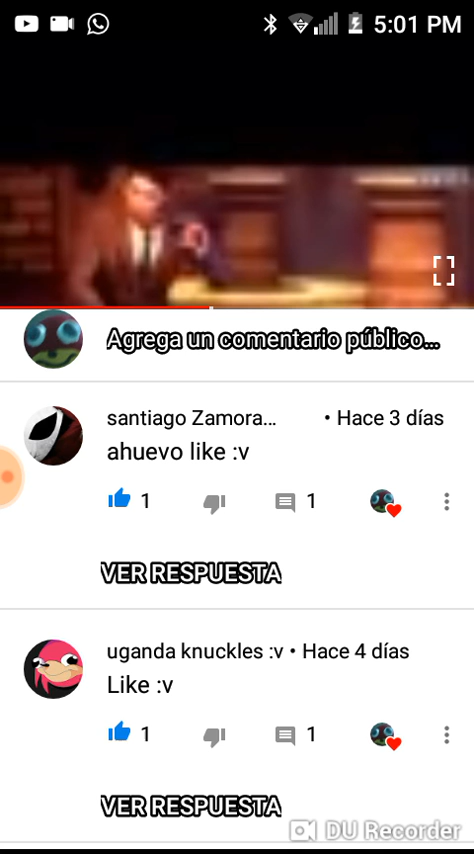 5:01 PM
Agrega un comentario público...
santiago Zamora... • Hace 3 días
ahuevo like :v
1 1
VER RESPUESTA
uganda knuckles :v • Hace 4 días
Like :v
1 1
VER RESPUESTA
DU Recorder